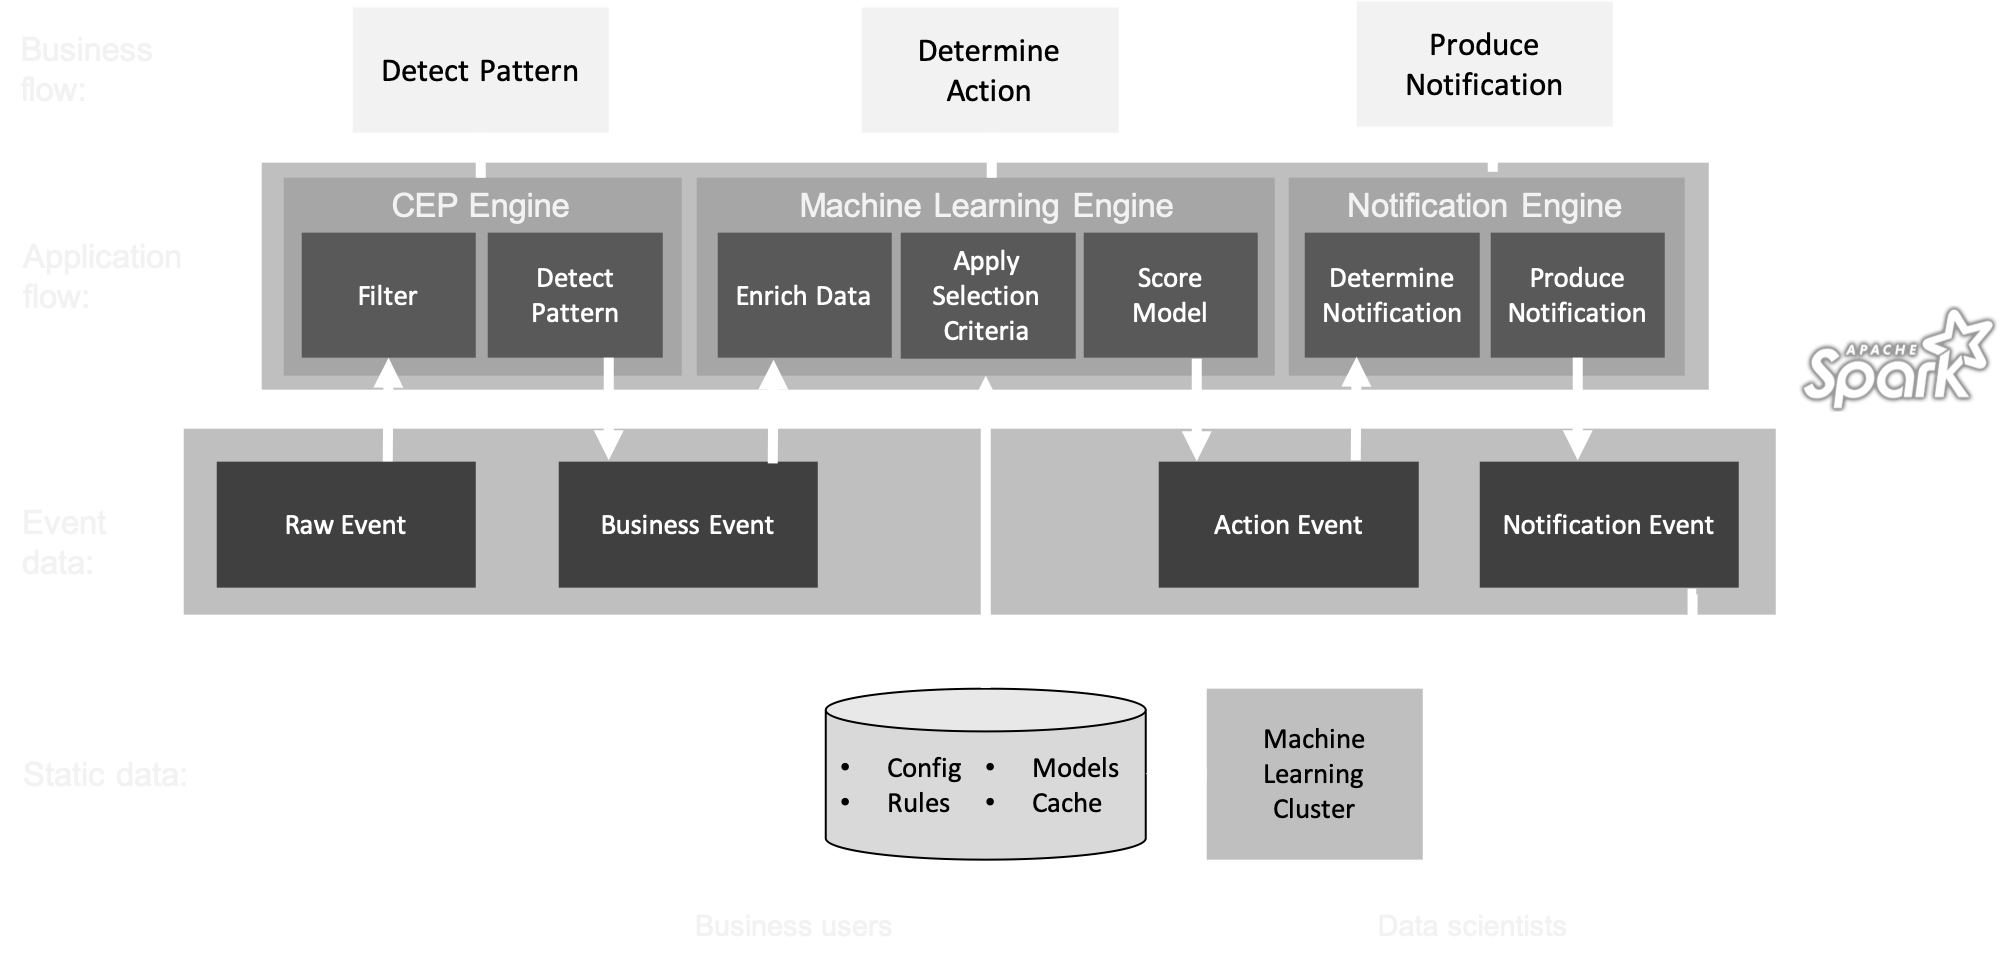 Business
flow:
Detect Pattern
Determine
Action
Produce
Notification
Application
flow:
CEP Engine
Machine Learning Engine
Notification Engine
Filter
Detect
Pattern
Enrich Data
Apply
Selection
Criteria
Score
Model
Determine
Notification
Produce
Notification
APACHE
Spark
Event
data:
Raw Event
Business Event
Action Event
Notification Event
Static data:
• Config
• Rules
• Models
• Cache
Machine
Learning
Cluster
Business users
Data scientists